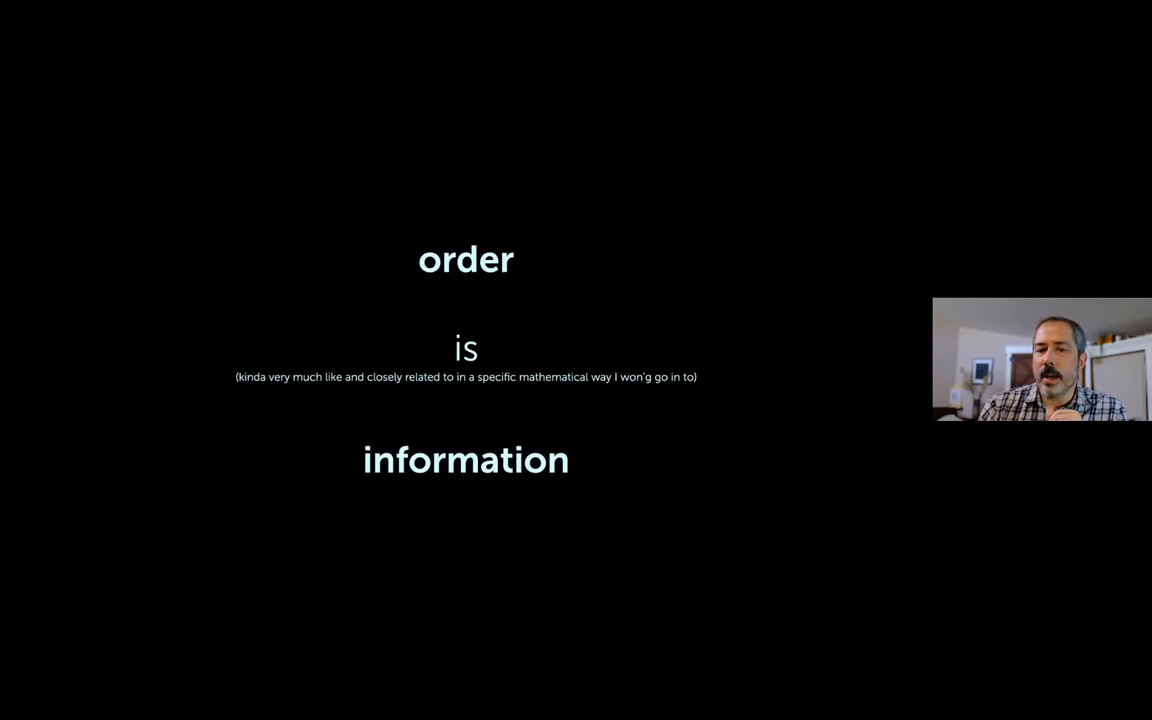 order
is
(kinda very much like and closely related to in a specific mathematical way I won'g go in to)
information